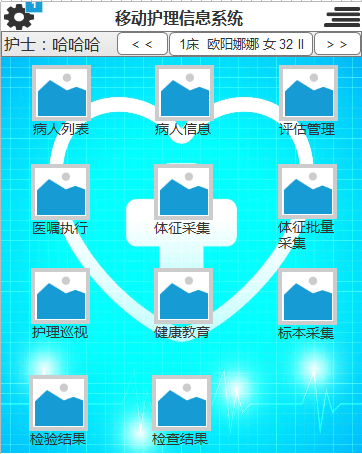 1
移动护理信息系统
护士：哈哈哈
< <
1床 欧阳娜娜 女 32 II
> >
病人列表
病人信息
评估管理
医嘱执行
体征采集
体征批量
采集
护理巡视
健康教育
标本采集
检验结果
检查结果